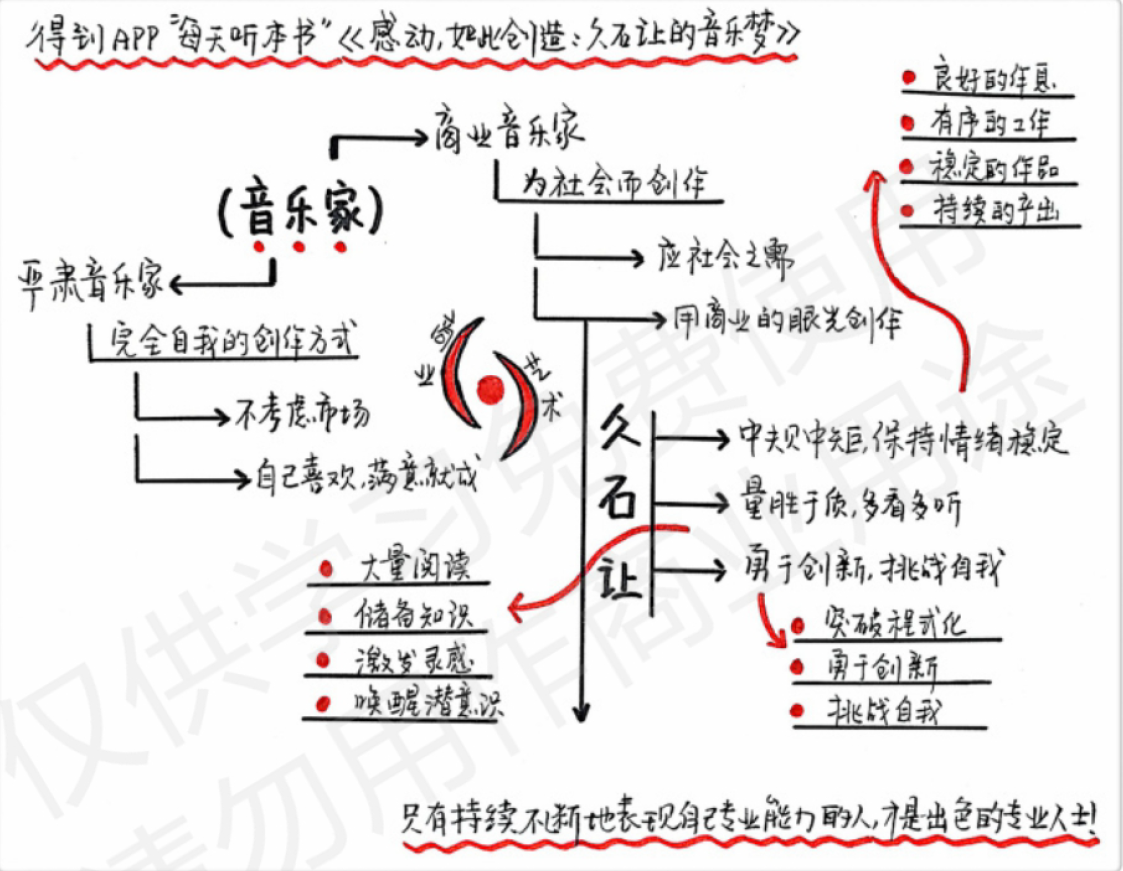 得到APP“每天听本书”《感动,如此创造:久石让的音乐梦》
良好的作息
有序的工作
稳定的作品
持续的产出
商业音乐家
为社会而创作
应社会之需
用商业的眼光创作
(音乐家)
严肃音乐家
完全自我的创作方式
不考虑市场
自己喜欢,满意就成
商业
艺术
久石让
中规中矩,保持情绪稳定
量胜于质,多看多听
勇于创新,挑战自我
大量阅读
储备知识
激发灵感
唤醒潜意识
突破程式化
勇于创新
挑战自我
只有持续不断地表现自己专业能力的人,才是出色的专业人士!
仅供学习免费使用
请勿用作商业用途